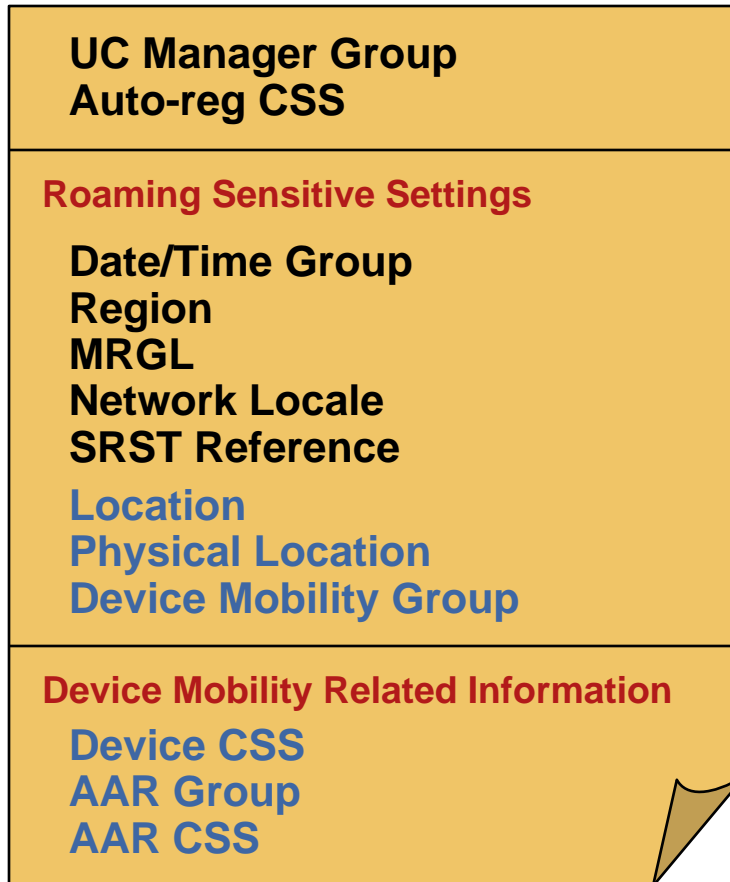 UC Manager Group
Auto-reg CSS
Roaming Sensitive Settings
Date/Time Group
Region
MRGL
Network Locale
SRST Reference
Location
Physical Location
Device Mobility Group
Device Mobility Related Information
Device CSS
AAR Group
AAR CSS